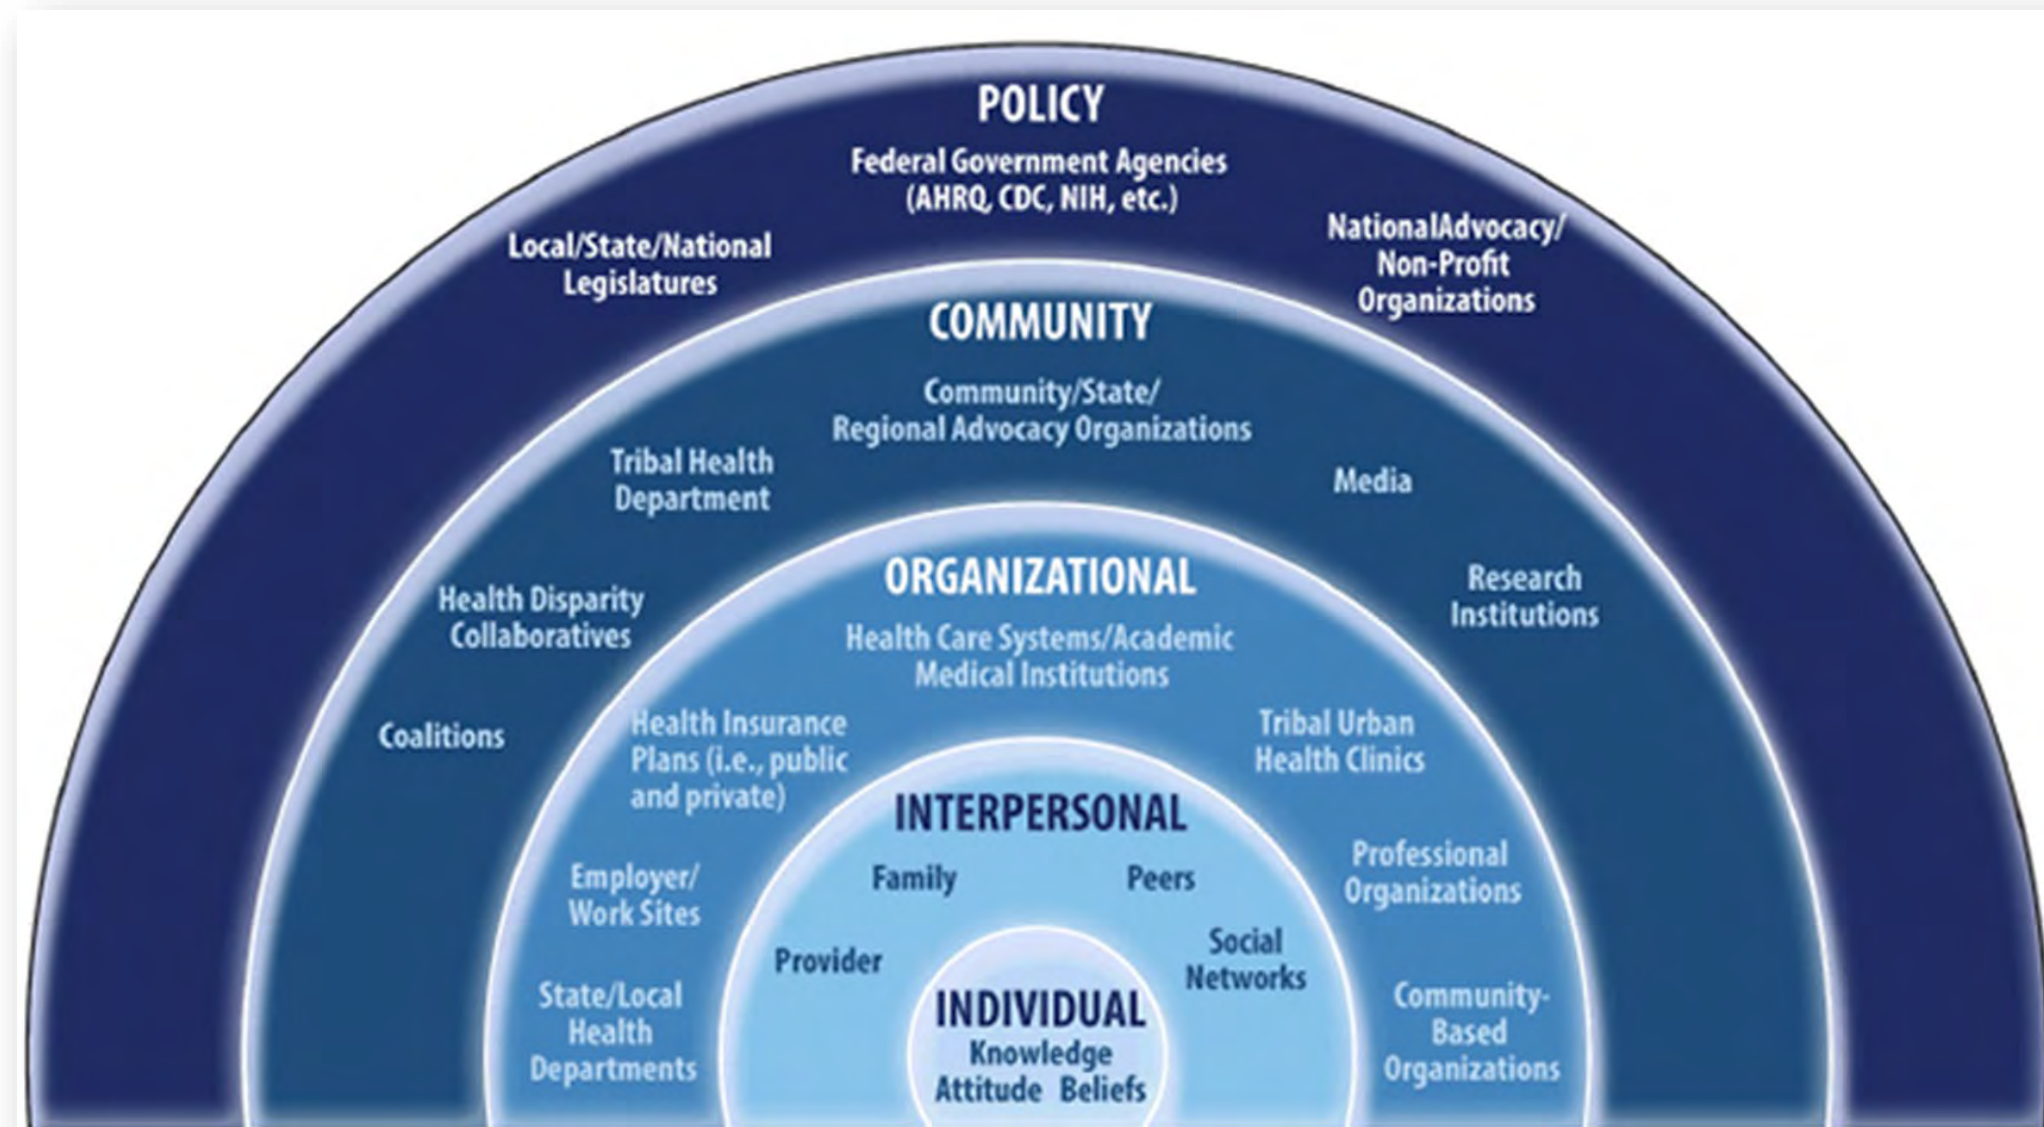 POLICY
Federal Government Agencies
(AHRQ, CDC, NIH, etc.)
Local/State/National
Legislatures
NationalAdvocacy/
Non-Profit
Organizations
COMMUNITY
Community/State/
Regional Advocacy Organizations
Tribal Health
Department
Media
Health Disparity
Collaboratives
Research
Institutions
Coalitions
ORGANIZATIONAL
Health Care Systems/Academic
Medical Institutions
Health Insurance
Plans (i.e., public
and private)
Tribal Urban
Health Clinics
Employer/
Work Sites
Professional
Organizations
State/Local
Health
Departments
Community-
Based
Organizations
INTERPERSONAL
Family
Peers
Provider
Social
Networks
INDIVIDUAL
Knowledge
Attitude Beliefs